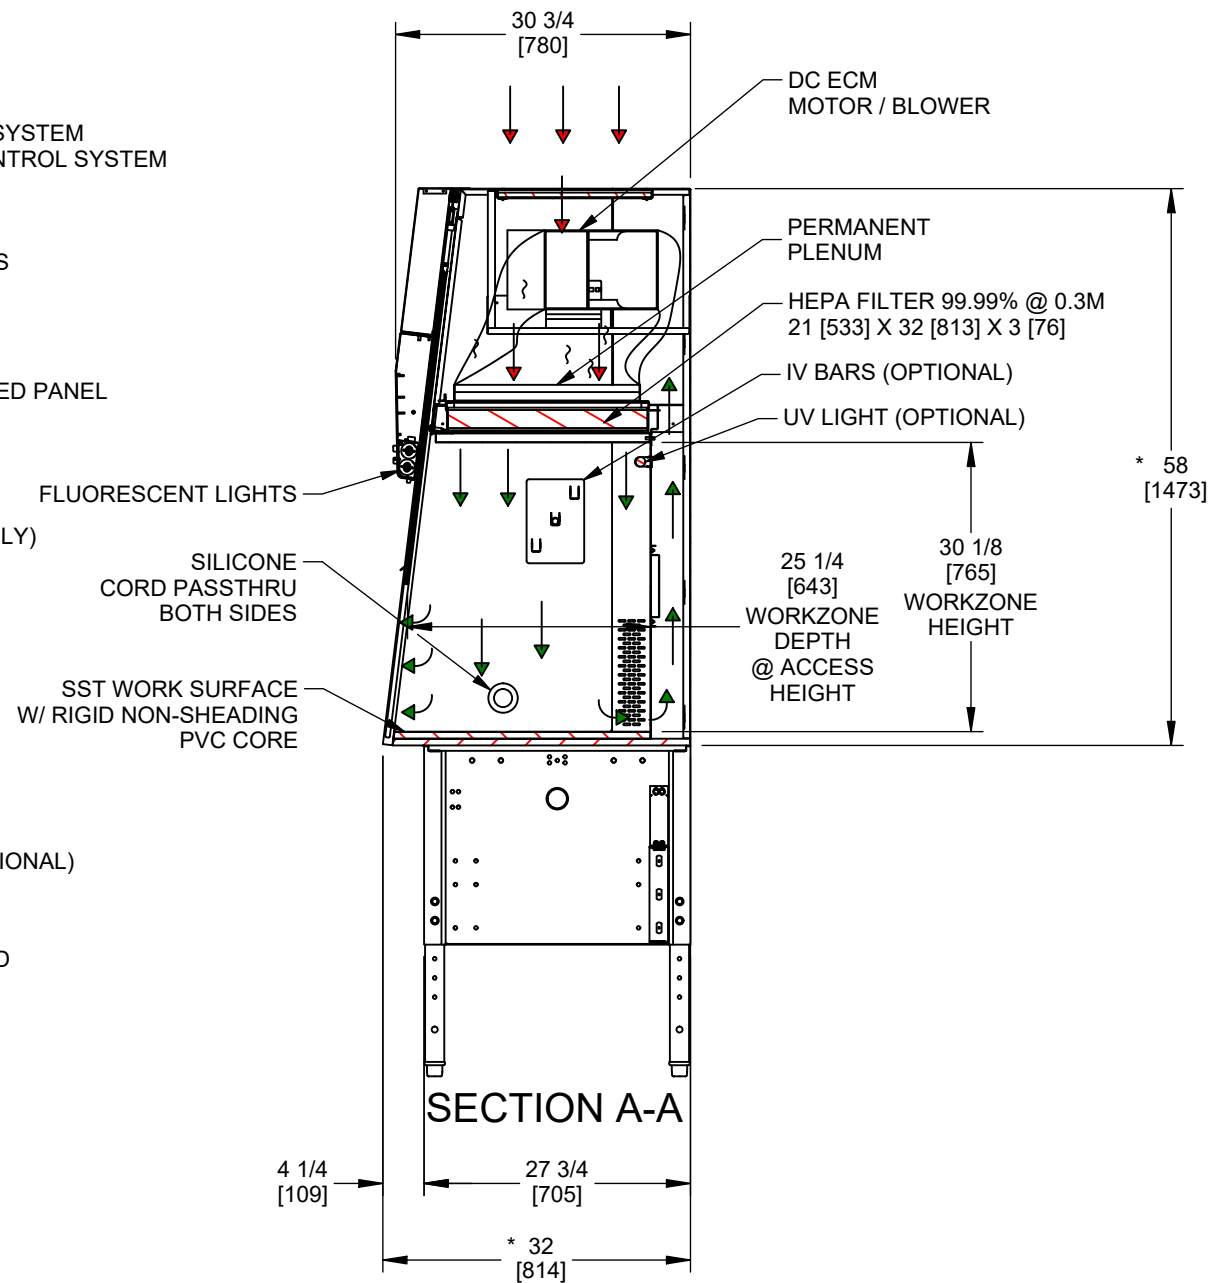 30 3/4
[780]
DC ECM
MOTOR / BLOWER
SYSTEM
NTROL SYSTEM
PERMANENT
PLENUM
S
HEPA FILTER 99.99% @ 0.3M
21 [533] X 32 [813] X 3 [76]
IV BARS (OPTIONAL)
ED PANEL
UV LIGHT (OPTIONAL)
* 58
[1473]
FLUORESCENT LIGHTS
LY)
SILICONE
CORD PASSTHRU
BOTH SIDES
25 1/4
[643]
WORKZONE
DEPTH
@ ACCESS
HEIGHT
30 1/8
[765]
WORKZONE
HEIGHT
SST WORK SURFACE
W/ RIGID NON-SHEADING
PVC CORE
IONAL)
D
SECTION A-A
4 1/4
[109]
27 3/4
[705]
* 32
[814]